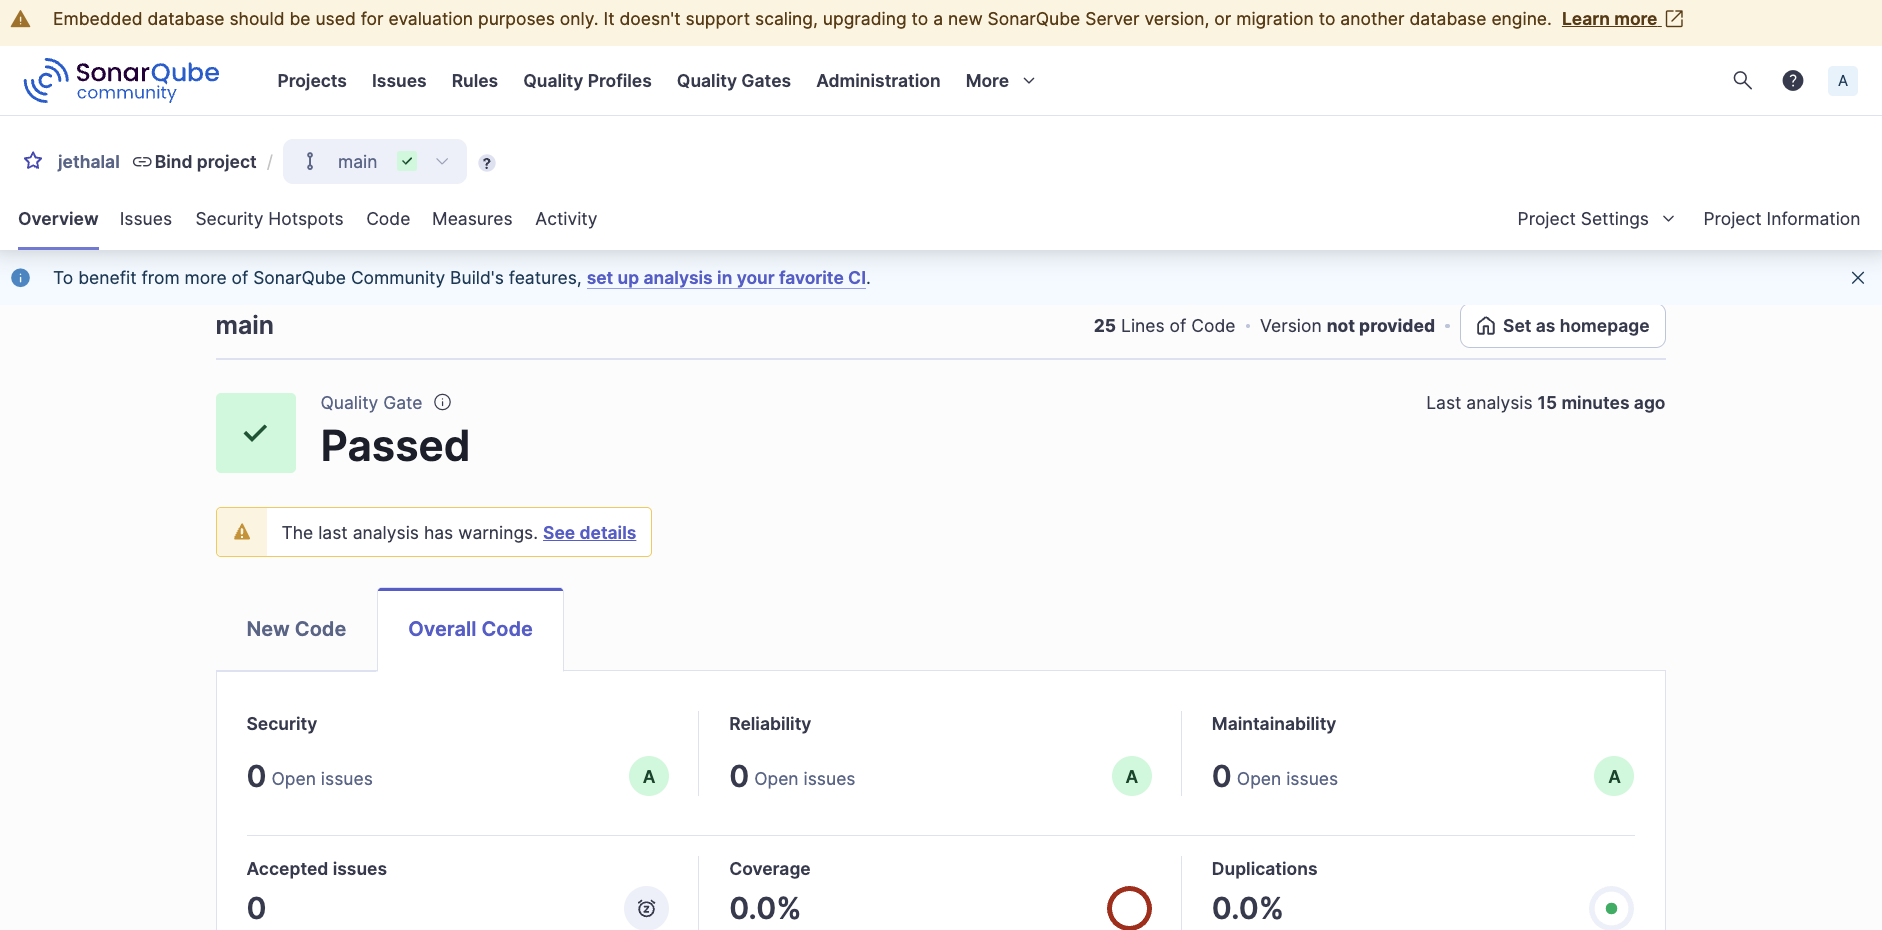 Embedded database should be used for evaluation purposes only. It doesn't support scaling, upgrading to a new SonarQube Server version, or migration to another database engine. Learn more
SonarQube community
Projects Issues Rules Quality Profiles Quality Gates Administration More
? A
jethalal Bind project / main ?
Overview Issues Security Hotspots Code Measures Activity Project Settings Project Information
To benefit from more of SonarQube Community Build's features, set up analysis in your favorite CI.
main 25 Lines of Code • Version not provided • Set as homepage
Quality Gate Last analysis 15 minutes ago
Passed
The last analysis has warnings. See details
New Code Overall Code
Security Reliability Maintainability
0 Open issues A 0 Open issues A 0 Open issues A
Accepted issues Coverage Duplications
0 0.0% 0.0%